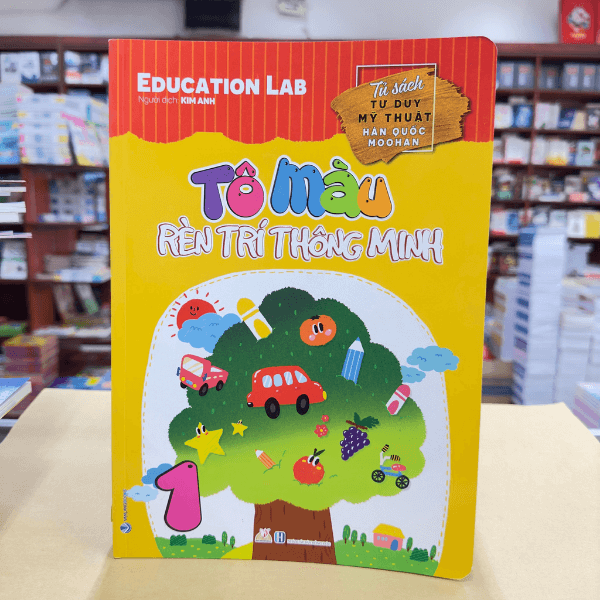 EDUCATION LAB
Người dịch: KIM ANH
Tủ sách
TƯ DUY
MỸ THUẬT
HÀN QUỐC
MOOHAN
TÔ MÀU
RÈN TRÍ THÔNG MINH
1